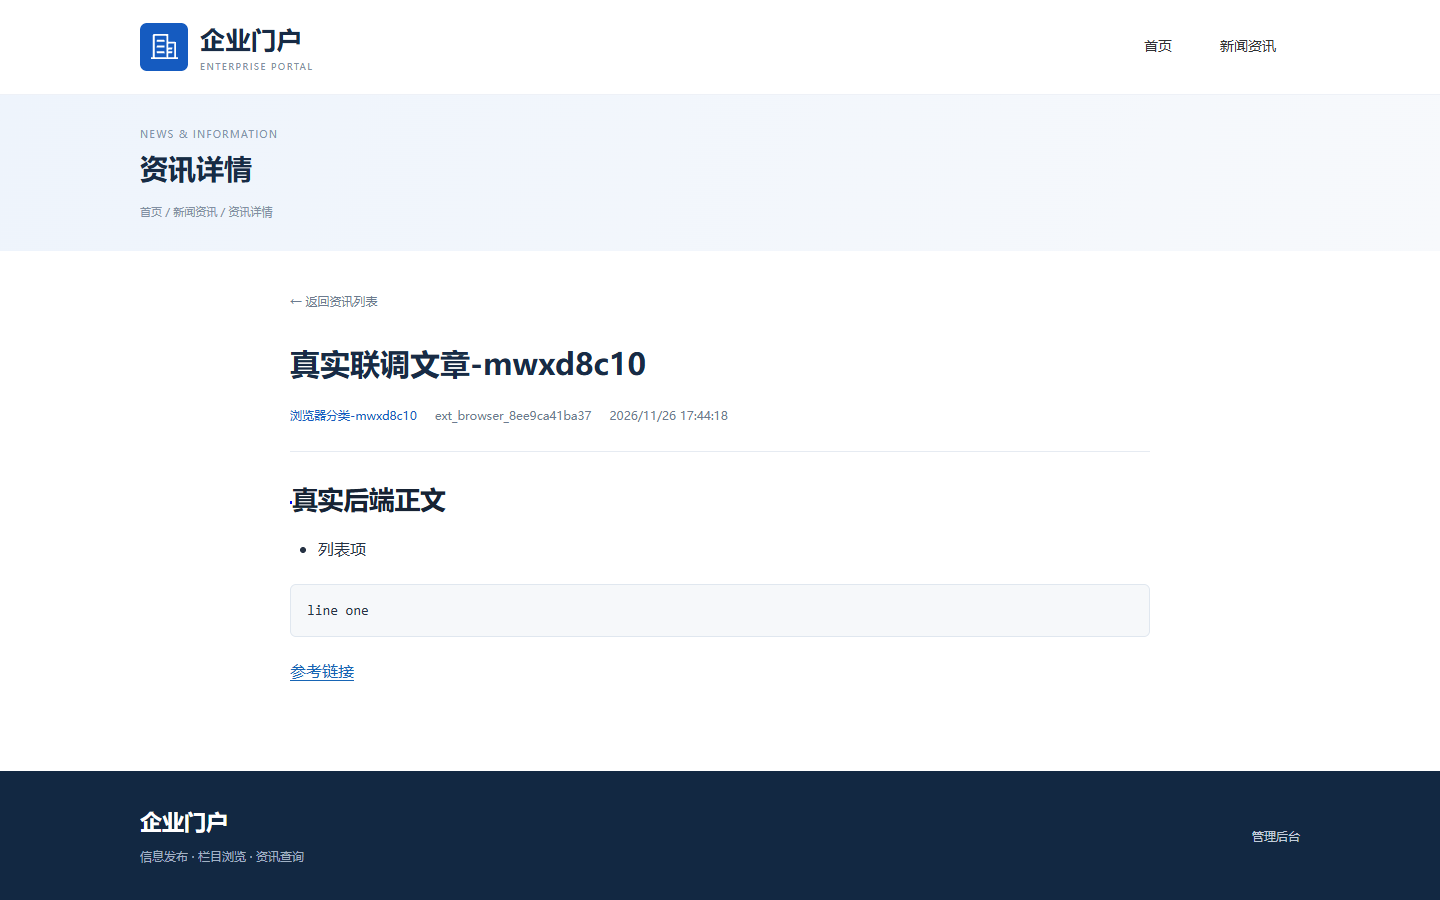 企业门户
ENTERPRISE PORTAL
首页
新闻资讯
NEWS & INFORMATION
资讯详情
首页 / 新闻资讯 / 资讯详情
← 返回资讯列表
真实联调文章-mwxd8c10
浏览器分类-mwxd8c10 ext_browser_8ee9ca41ba37 2026/11/26 17:44:18
真实后端正文
• 列表项
line one
参考链接
企业门户
信息发布 · 栏目浏览 · 资讯查询
管理后台